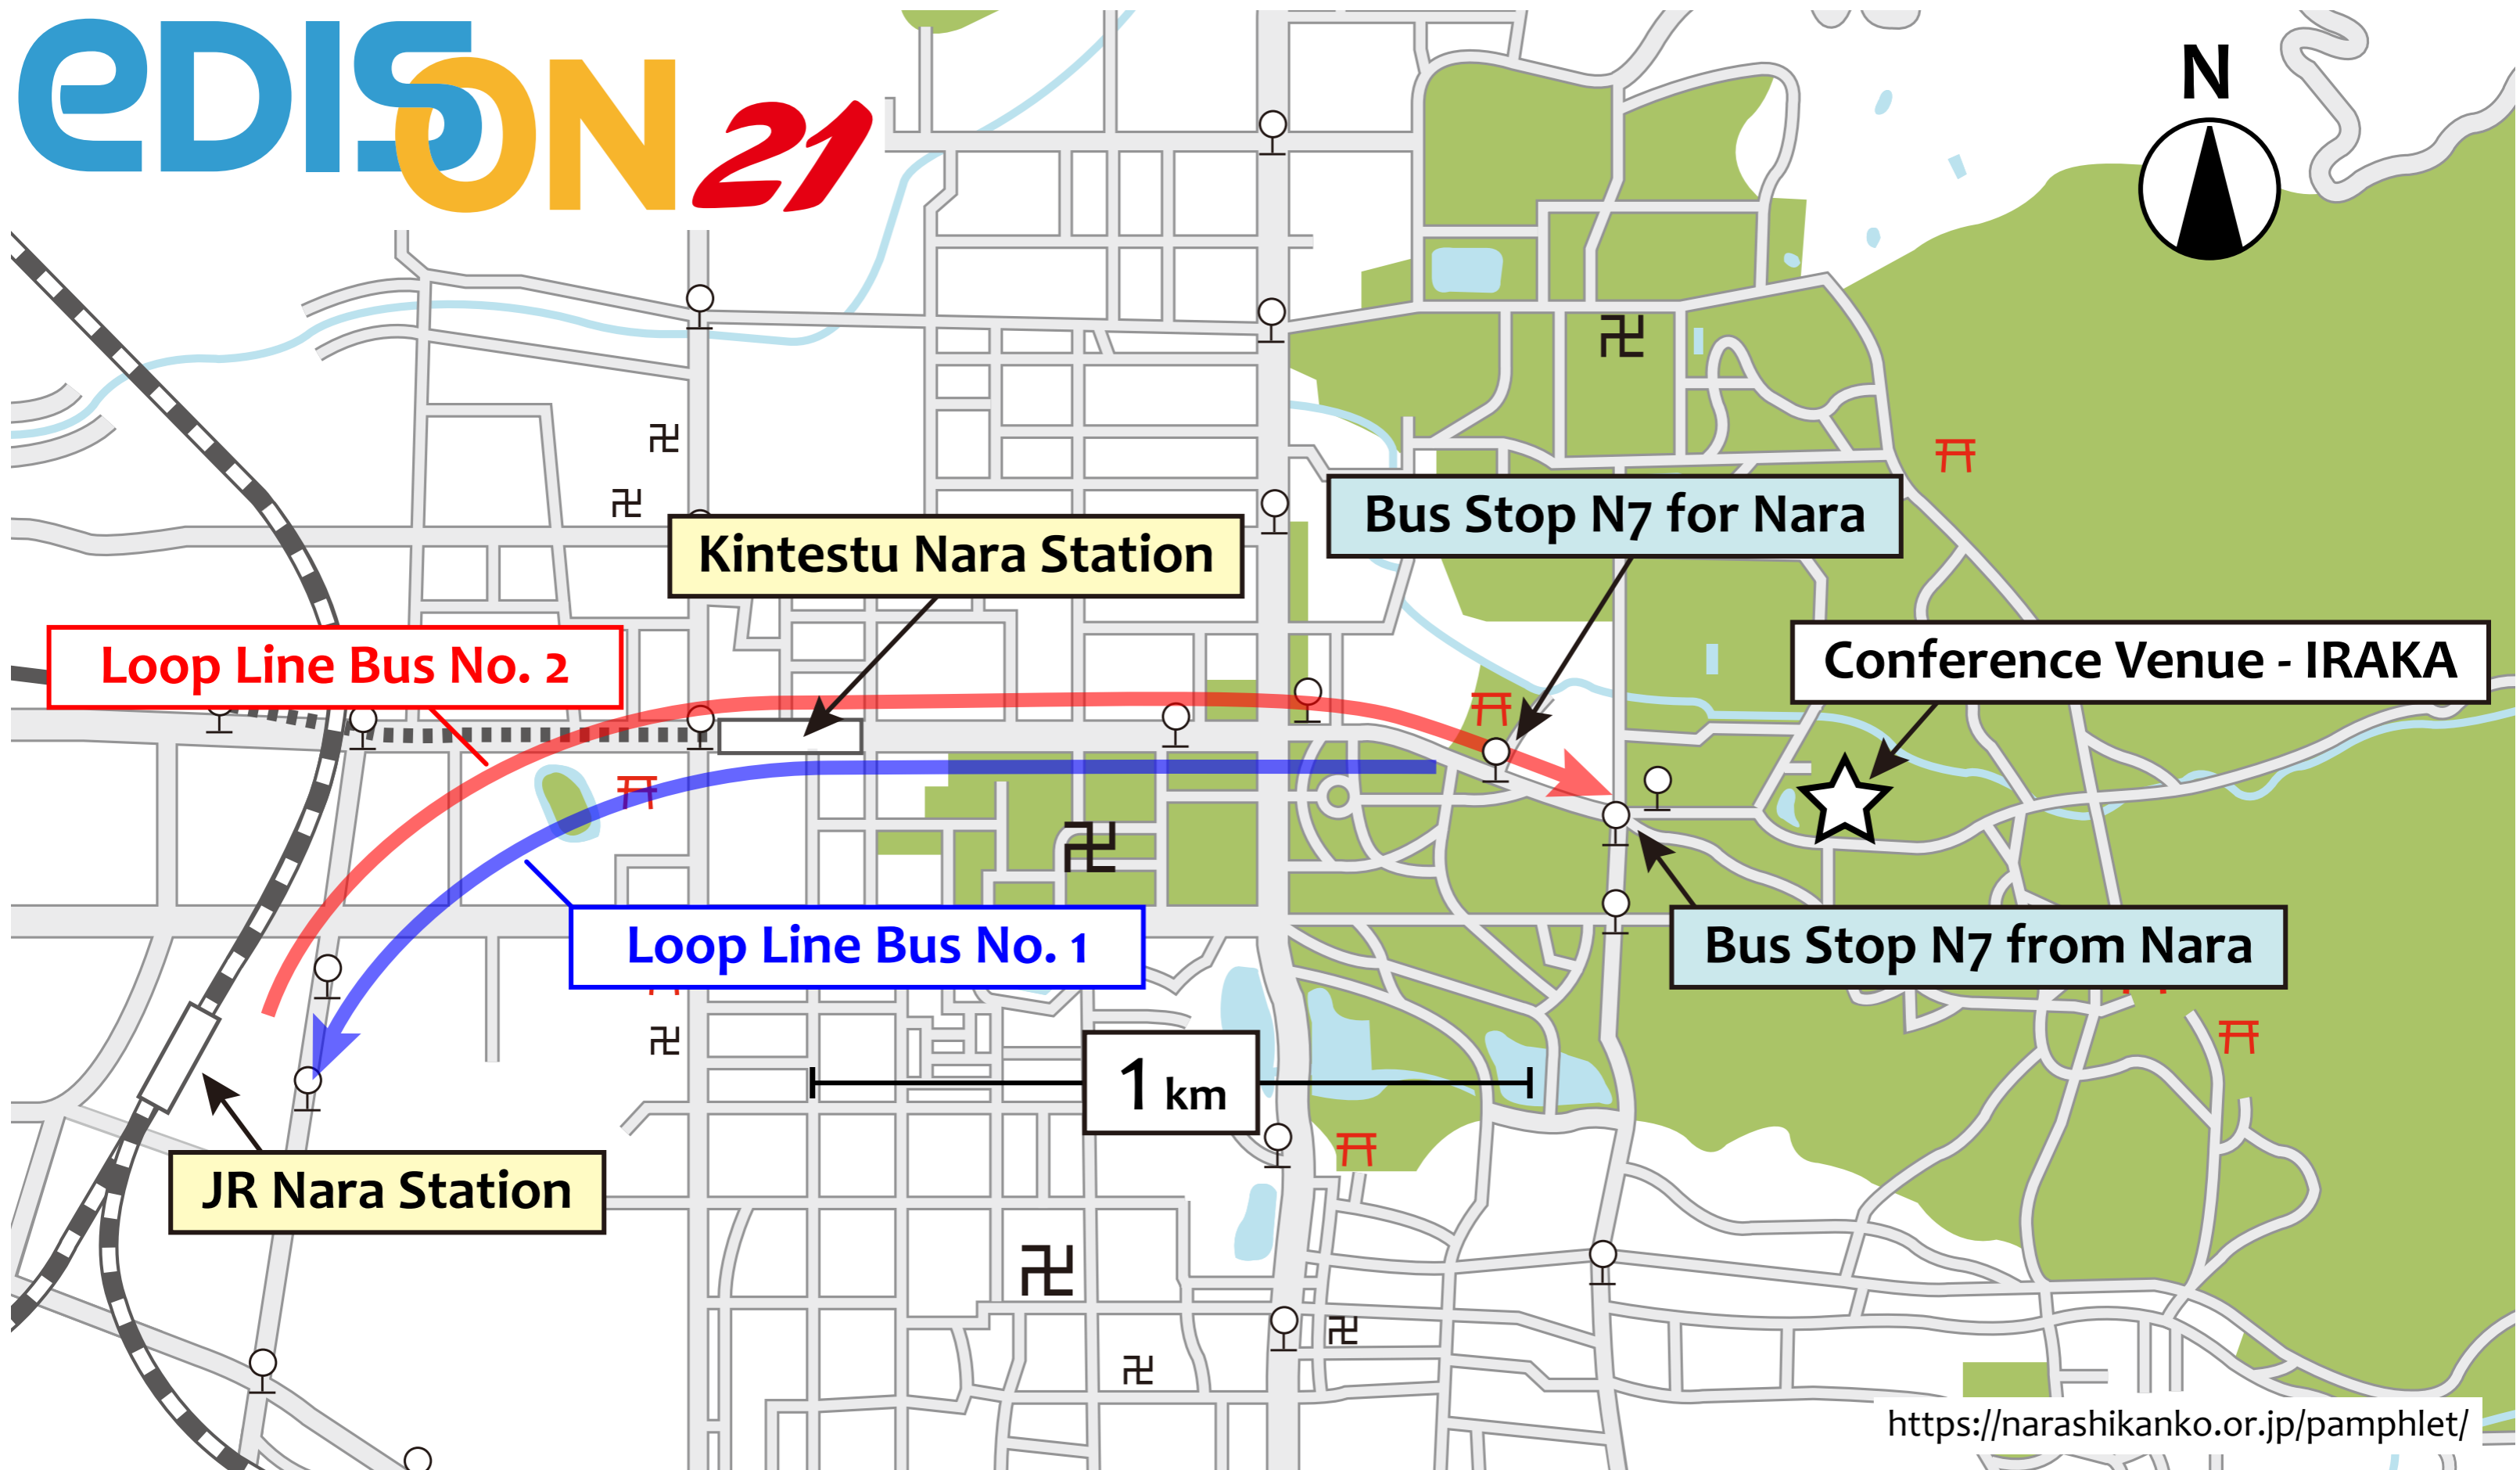 eDISON 21
N
Bus Stop N7 for Nara
Kintestu Nara Station
Loop Line Bus No. 2
Conference Venue - IRAKA
Loop Line Bus No. 1
Bus Stop N7 from Nara
1 km
JR Nara Station
https://narashikanko.or.jp/pamphlet/